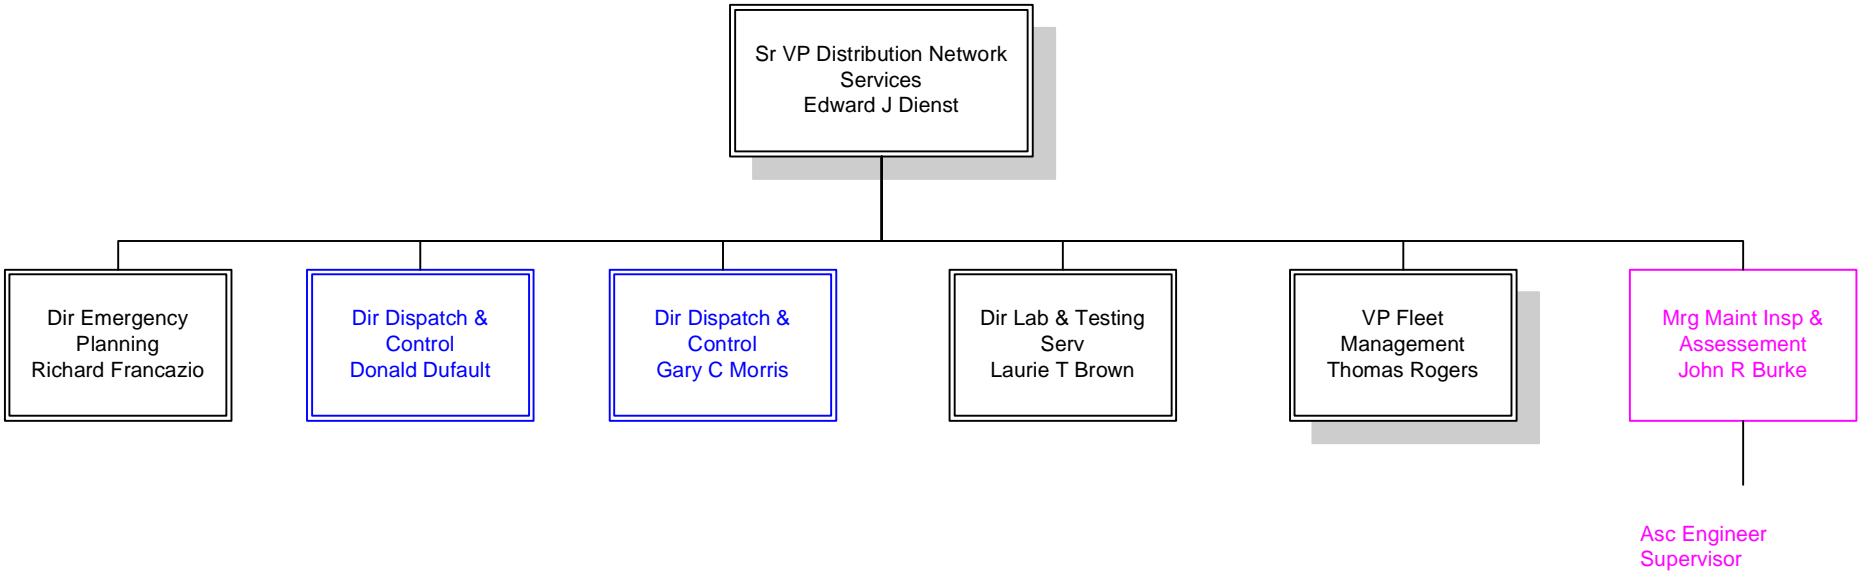 Sr VP Distribution Network
Services
Edward J Dienst
Dir Emergency
Planning
Richard Francazio
Dir Dispatch &
Control
Donald Dufault
Dir Dispatch &
Control
Gary C Morris
Dir Lab & Testing
Serv
Laurie T Brown
VP Fleet
Management
Thomas Rogers
Mrg Maint Insp &
Assessement
John R Burke
Asc Engineer
Supervisor